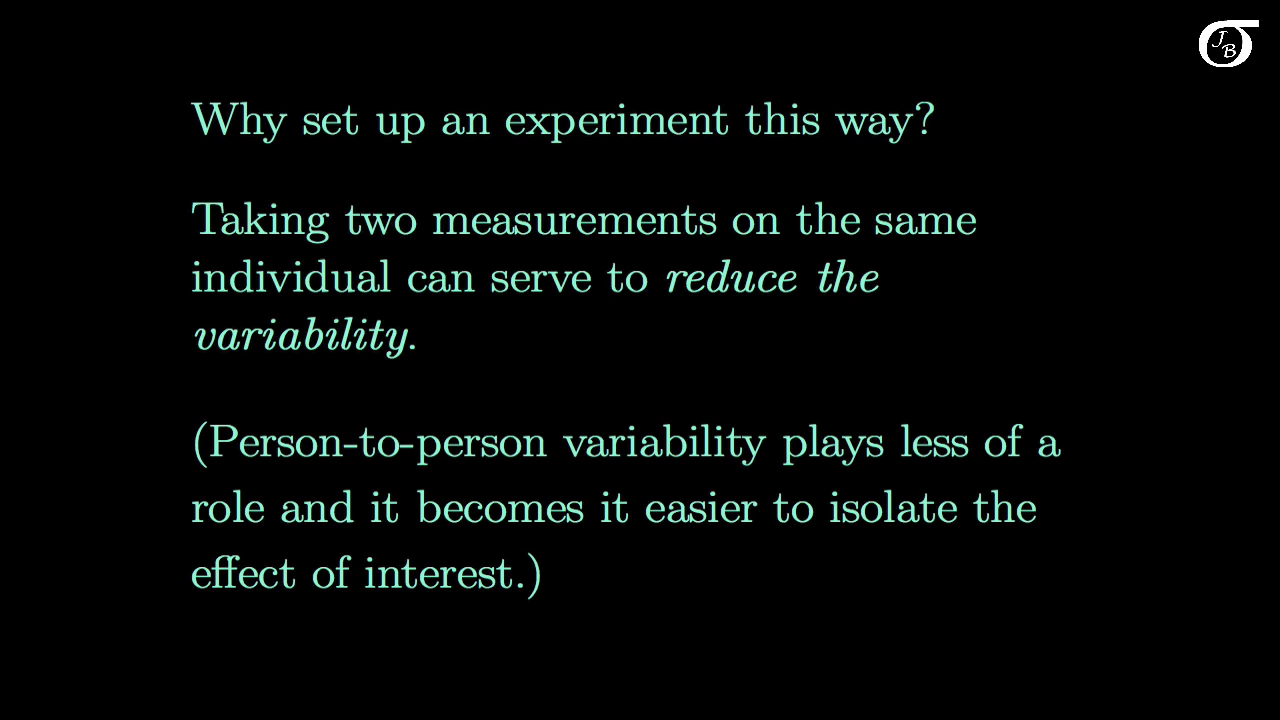 J
B
Why set up an experiment this way?
Taking two measurements on the same
individual can serve to reduce the
variability.
(Person-to-person variability plays less of a
role and it becomes it easier to isolate the
effect of interest.)